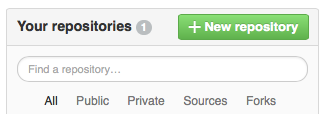 Your repositories 1 + New repository
Find a repository...
All Public Private Sources Forks